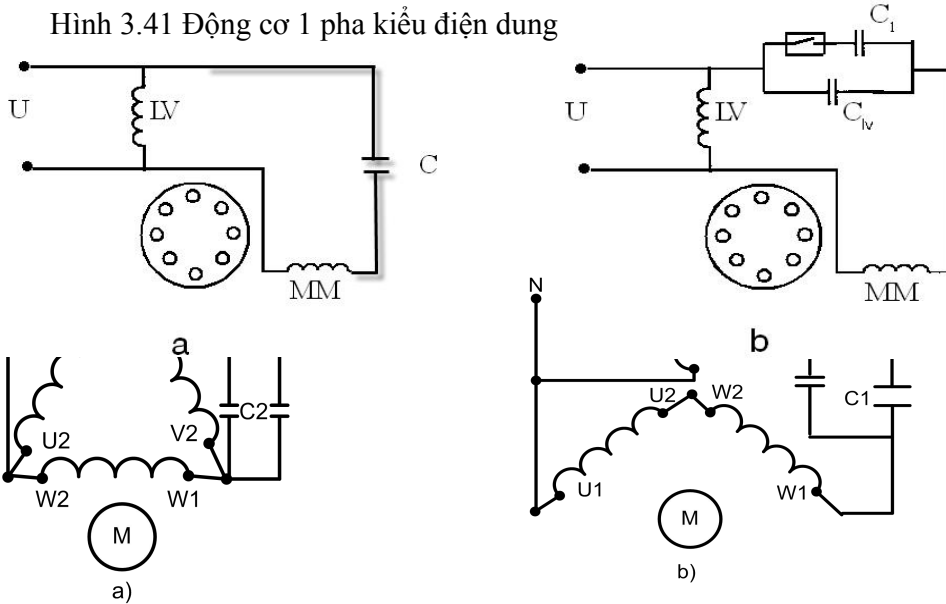 Hình 3.41 Động cơ 1 pha kiểu điện dung
U
LV
C
MM
a
C1
Clv
U
LV
MM
b
U2
V2
C2
W2
W1
M
a)
N
U2
W2
C1
U1
W1
M
b)